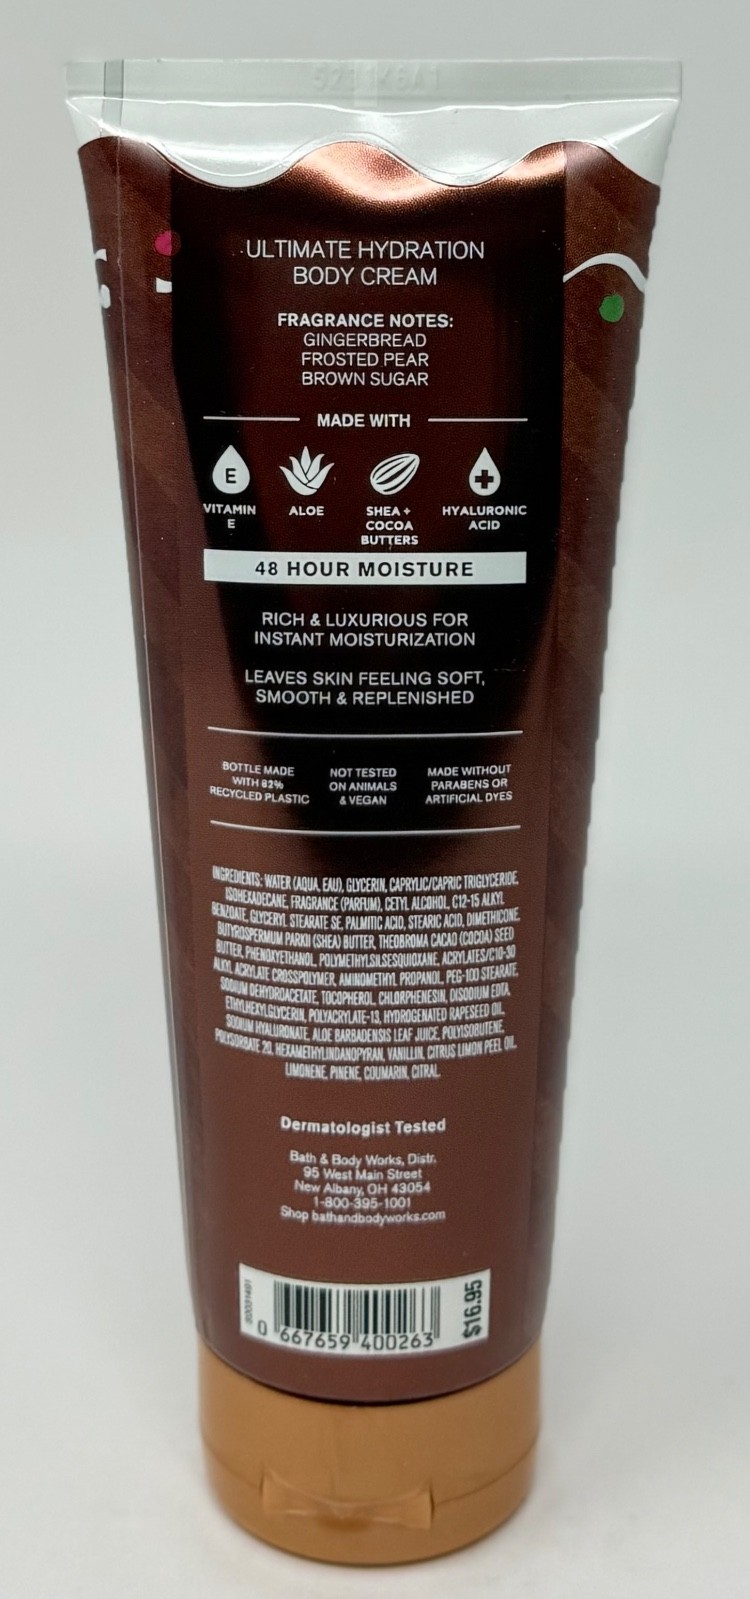 ULTIMATE HYDRATION
BODY CREAM
FRAGRANCE NOTES:
GINGERBREAD
FROSTED PEAR
BROWN SUGAR
MADE WITH
E
VITAMIN
E
ALOE
SHEA +
COCOA
BUTTERS
HYALURONIC
ACID
48 HOUR MOISTURE
RICH & LUXURIOUS FOR
INSTANT MOISTURIZATION
LEAVES SKIN FEELING SOFT,
SMOOTH & REPLENISHED
BOTTLE MADE
WITH 82%
RECYCLED PLASTIC
NOT TESTED
ON ANIMALS
& VEGAN
MADE WITHOUT
PARABENS OR
ARTIFICIAL DYES
INGREDIENTS: WATER (AQUA, EAU), GLYCERIN, CAPRYLIC/CAPRIC TRIGLYCERIDE,
ISOHEXADECANE, FRAGRANCE (PARFUM), CETYL ALCOHOL, C12-15 ALKYL
BENZOATE, GLYCERYL STEARATE SE, PALMITIC ACID, STEARIC ACID, DIMETHICONE,
BUTYROSPERMUM PARKII (SHEA) BUTTER, THEOBROMA CACAO (COCOA) SEED
BUTTER, PHENOXYETHANOL, POLYMETHYLSILSESQUIOXANE, ACRYLATES/C10-30
ALKYL ACRYLATE CROSSPOLYMER, AMINOMETHYL PROPANOL, PEG-100 STEARATE,
SODIUM DEHYDROACETATE, TOCOPHEROL, CHLORPHENESIN, DISODIUM EDTA,
ETHYLHEXYLGLYCERIN, POLYACRYLATE-13, HYDROGENATED RAPESEED OIL,
SODIUM HYALURONATE, ALOE BARBADENSIS LEAF JUICE, POLYISOBUTENE,
POLYSORBATE 20, HEXAMETHYLINDANOPYRAN, VANILLIN, CITRUS LIMON PEEL OIL,
LIMONENE, PINENE, COUMARIN, CITRAL.
Dermatologist Tested
Bath & Body Works, Distr.
95 West Main Street
New Albany, OH 43054
1-800-395-1001
Shop bathandbodyworks.com
0 667659 400263
$16.95